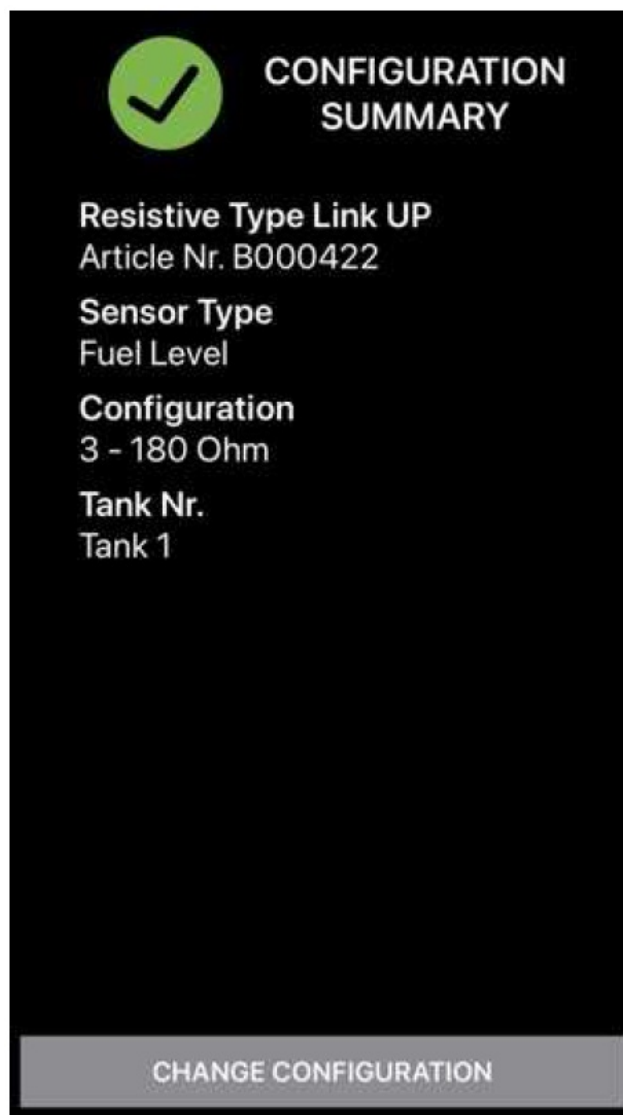 CONFIGURATION
SUMMARY
Resistive Type Link UP
Article Nr. B000422
Sensor Type
Fuel Level
Configuration
3 - 180 Ohm
Tank Nr.
Tank 1
CHANGE CONFIGURATION